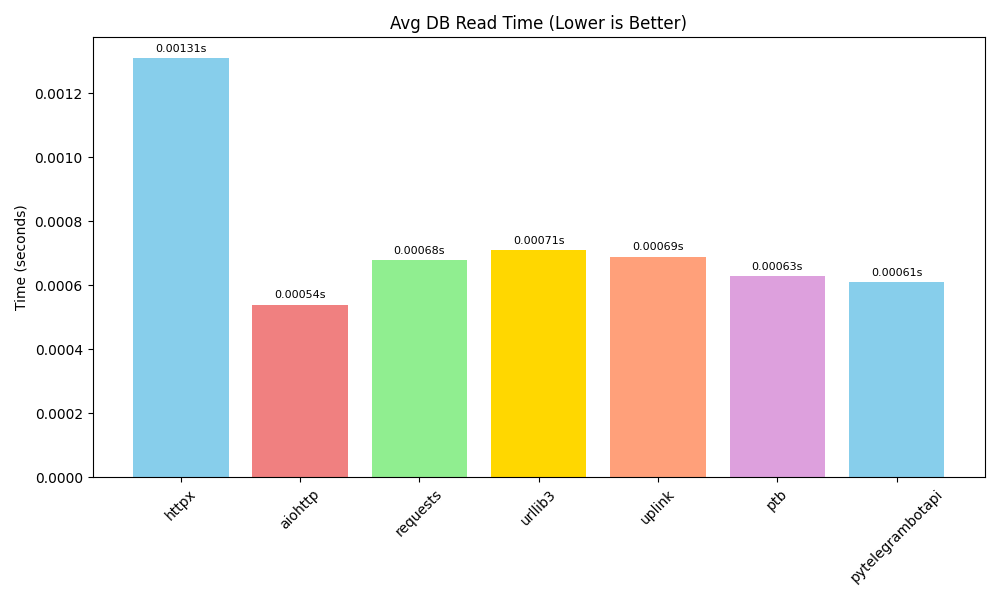 Avg DB Read Time (Lower is Better)
Time (seconds)
0.0012
0.0010
0.0008
0.0006
0.0004
0.0002
0.0000
0.00131s
0.00054s
0.00068s
0.00071s
0.00069s
0.00063s
0.00061s
httpx
aiohttp
requests
urllib3
uplink
ptb
pytelegrambotapi